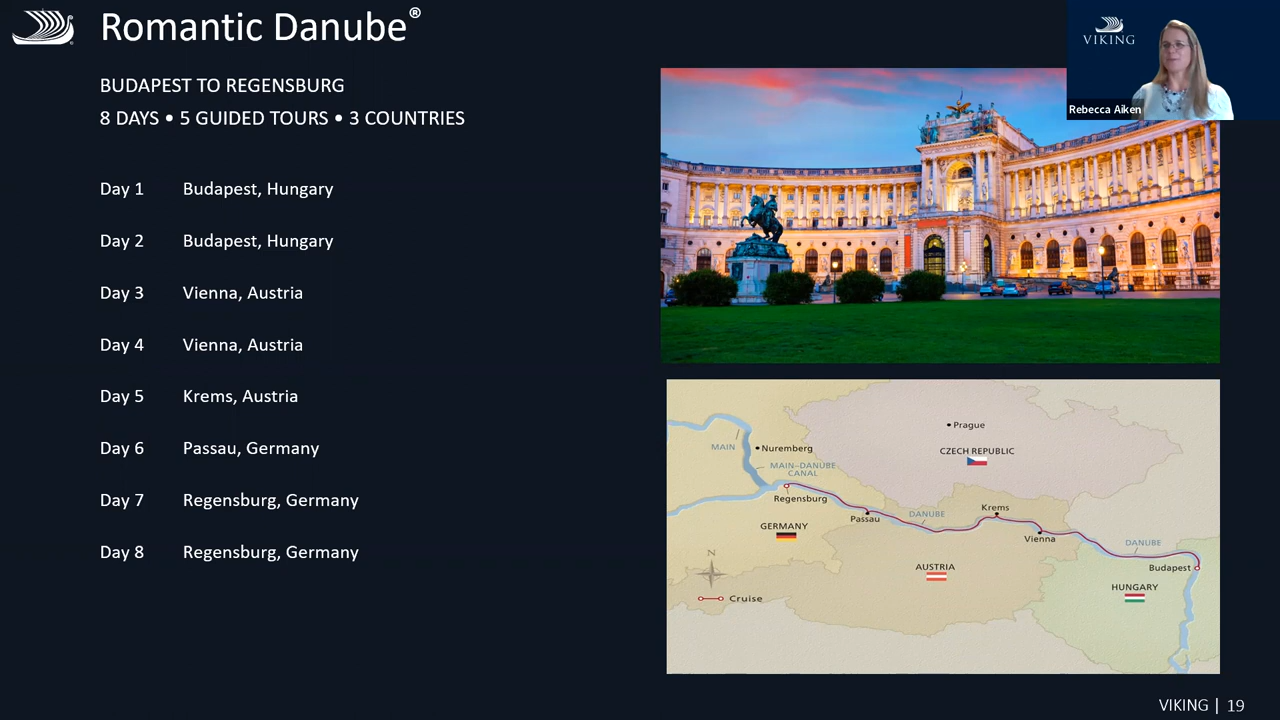 Romantic Danube®
VIKING
Rebecca Aiken
BUDAPEST TO REGENSBURG
8 DAYS • 5 GUIDED TOURS • 3 COUNTRIES
Day 1 Budapest, Hungary
Day 2 Budapest, Hungary
Day 3 Vienna, Austria
Day 4 Vienna, Austria
Day 5 Krems, Austria
Day 6 Passau, Germany
Day 7 Regensburg, Germany
Day 8 Regensburg, Germany
Prague
MAIN
Nuremberg
CZECH REPUBLIC
MAIN–DANUBE
CANAL
Regensburg
Krems
Passau
DANUBE
GERMANY
Vienna
DANUBE
N
AUSTRIA
Budapest
HUNGARY
Cruise
VIKING | 19